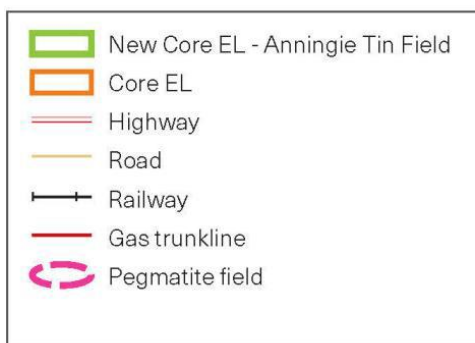 New Core EL - Anningie Tin Field
Core EL
Highway
Road
Railway
Gas trunkline
Pegmatite field